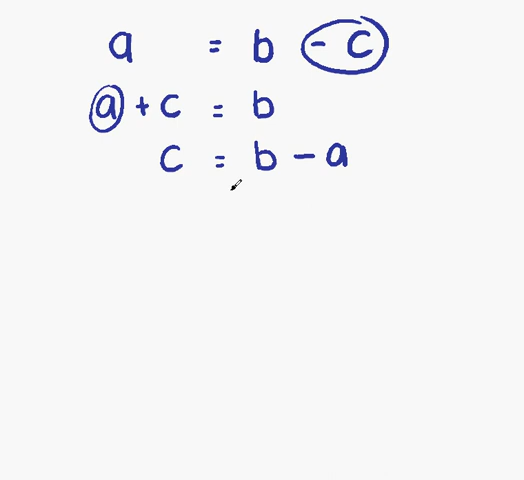 a = b - c
a + c = b
c = b - a